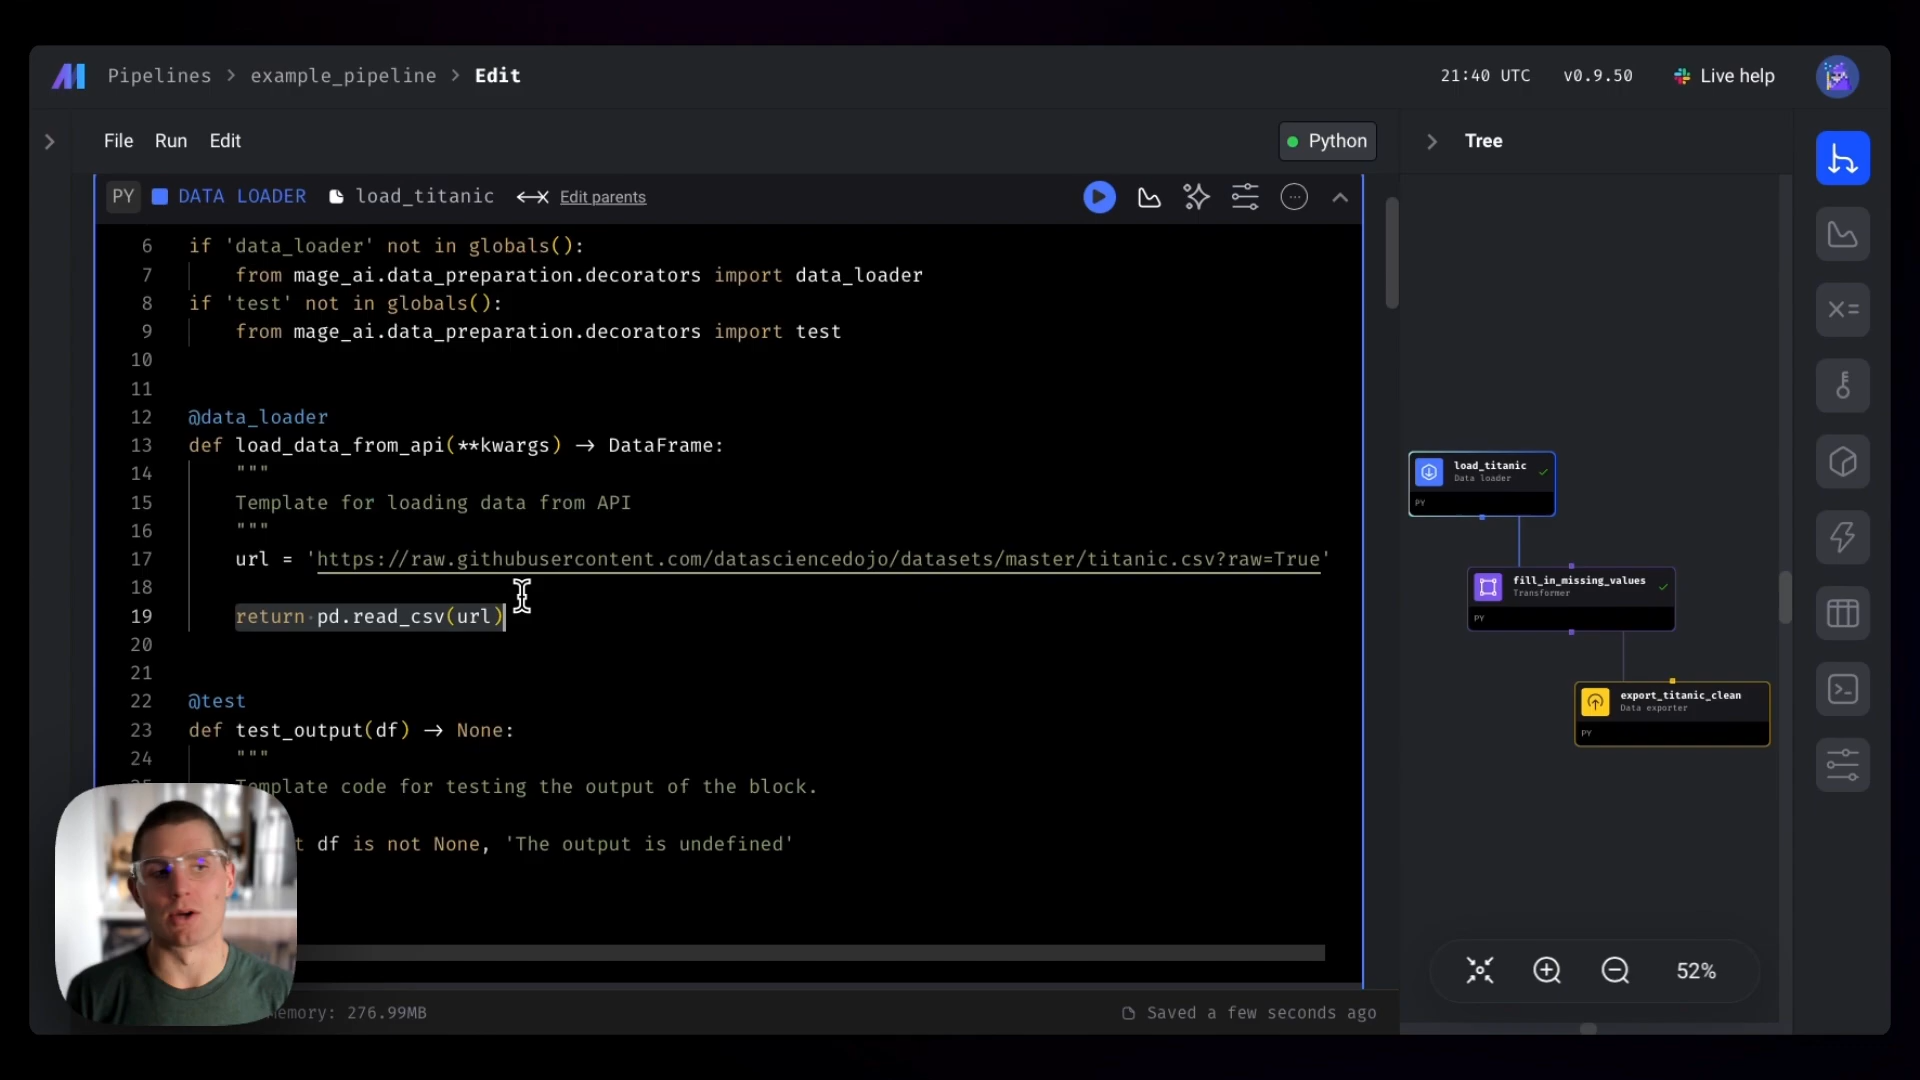 Pipelines > example_pipeline > Edit
21:40 UTC v0.9.50 Live help
File Run Edit
Python
Tree
PY DATA LOADER load_titanic Edit parents
6 if 'data_loader' not in globals():
7 from mage_ai.data_preparation.decorators import data_loader
8 if 'test' not in globals():
9 from mage_ai.data_preparation.decorators import test
10
11
12 @data_loader
13 def load_data_from_api(**kwargs) → DataFrame:
14 """
15 Template for loading data from API
16 """
17 url = 'https://raw.githubusercontent.com/datasciencedojo/datasets/master/titanic.csv?raw=True'
18
19 return pd.read_csv(url)
20
21
22 @test
23 def test_output(df) → None:
24 """
Template code for testing the output of the block.
t df is not None, 'The output is undefined'
load_titanic
Data loader
PY
fill_in_missing_values
Transformer
PY
export_titanic_clean
Data exporter
PY
52%
Memory: 276.99MB
Saved a few seconds ago